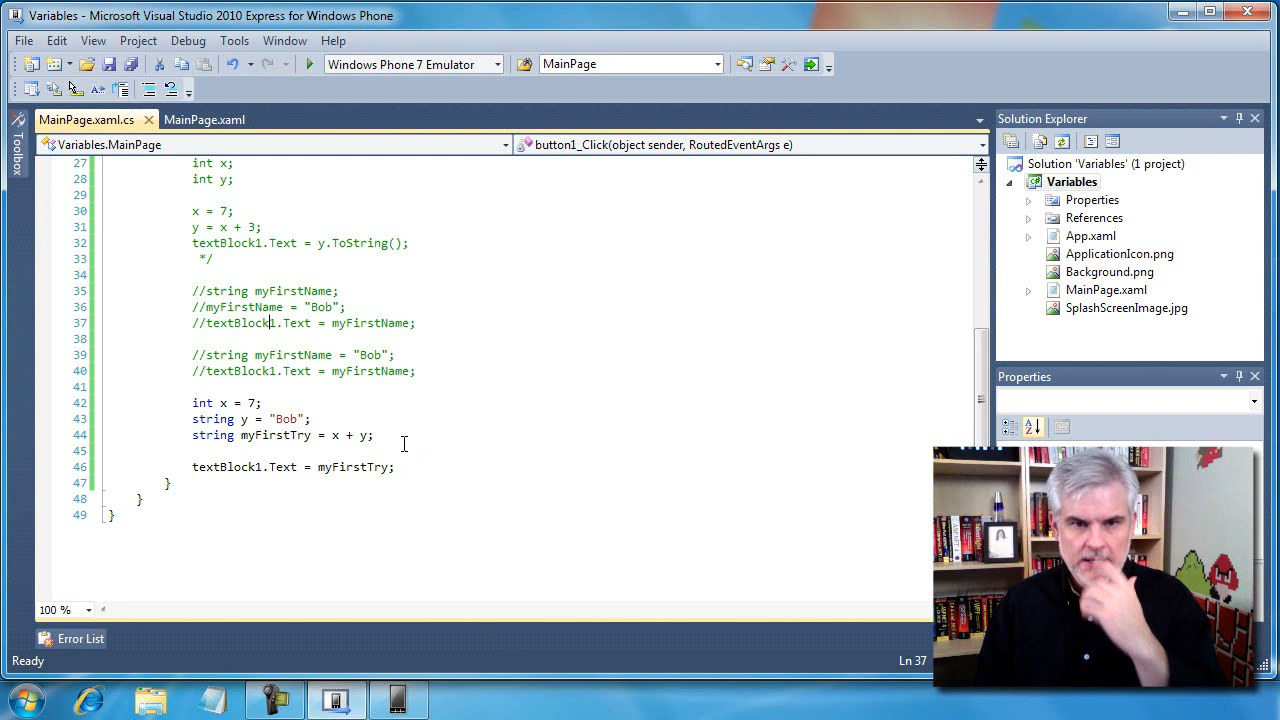 Variables - Microsoft Visual Studio 2010 Express for Windows Phone
File Edit View Project Debug Tools Window Help
Windows Phone 7 Emulator MainPage
MainPage.xaml.cs MainPage.xaml
Variables.MainPage button1_Click(object sender, RoutedEventArgs e)
27 int x;
28 int y;
29
30 x = 7;
31 y = x + 3;
32 textBlock1.Text = y.ToString();
33 */
34
35 //string myFirstName;
36 //myFirstName = "Bob";
37 //textBlock1.Text = myFirstName;
38
39 //string myFirstName = "Bob";
40 //textBlock1.Text = myFirstName;
41
42 int x = 7;
43 string y = "Bob";
44 string myFirstTry = x + y;
45
46 textBlock1.Text = myFirstTry;
47 }
48 }
49 }
100 %
Error List
Ready Ln 37
Toolbox
Solution Explorer
Solution 'Variables' (1 project)
Variables
Properties
References
App.xaml
ApplicationIcon.png
Background.png
MainPage.xaml
SplashScreenImage.jpg
Properties